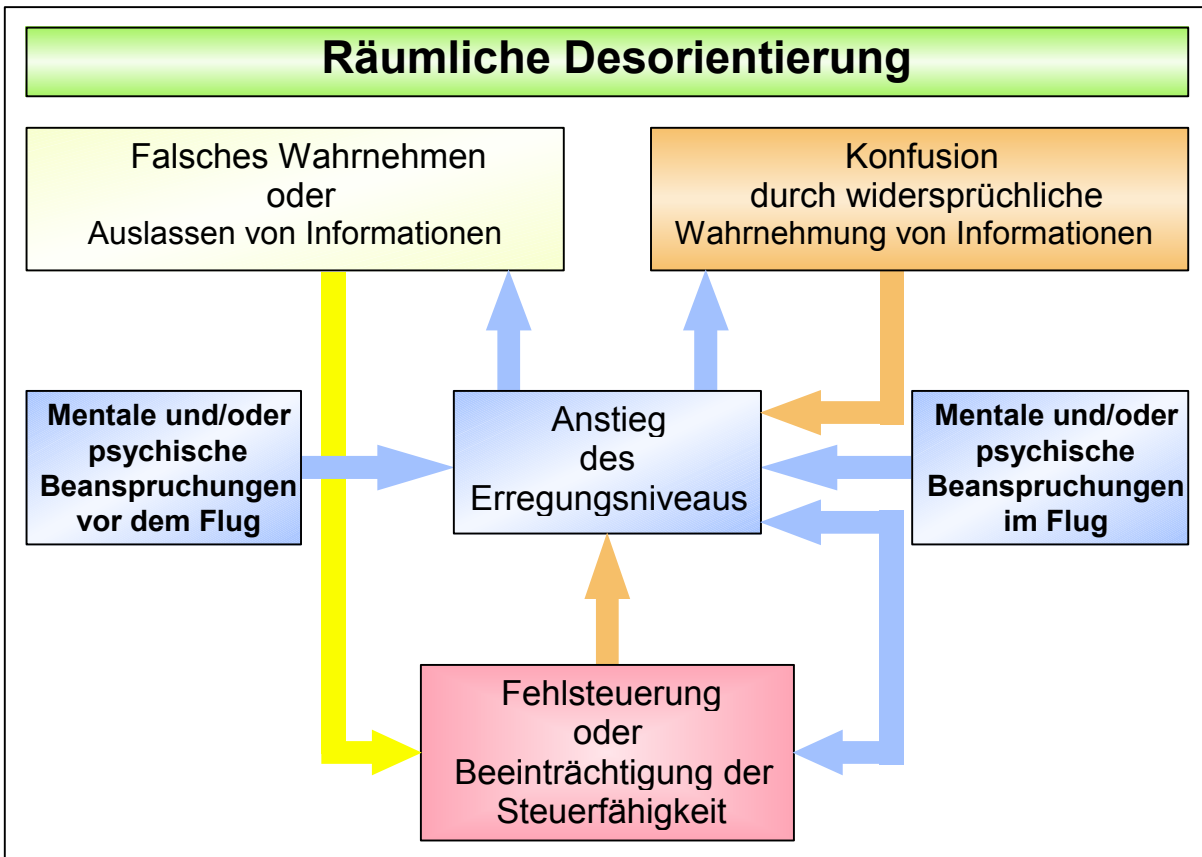 Räumliche Desorientierung
Falsches Wahrnehmen
oder
Auslassen von Informationen
Konfusion
durch widersprüchliche
Wahrnehmung von Informationen
Mentale und/oder
psychische
Beanspruchungen
vor dem Flug
Anstieg
des
Erregungsniveaus
Mentale und/oder
psychische
Beanspruchungen
im Flug
Fehlsteuerung
oder
Beeinträchtigung der
Steuerfähigkeit